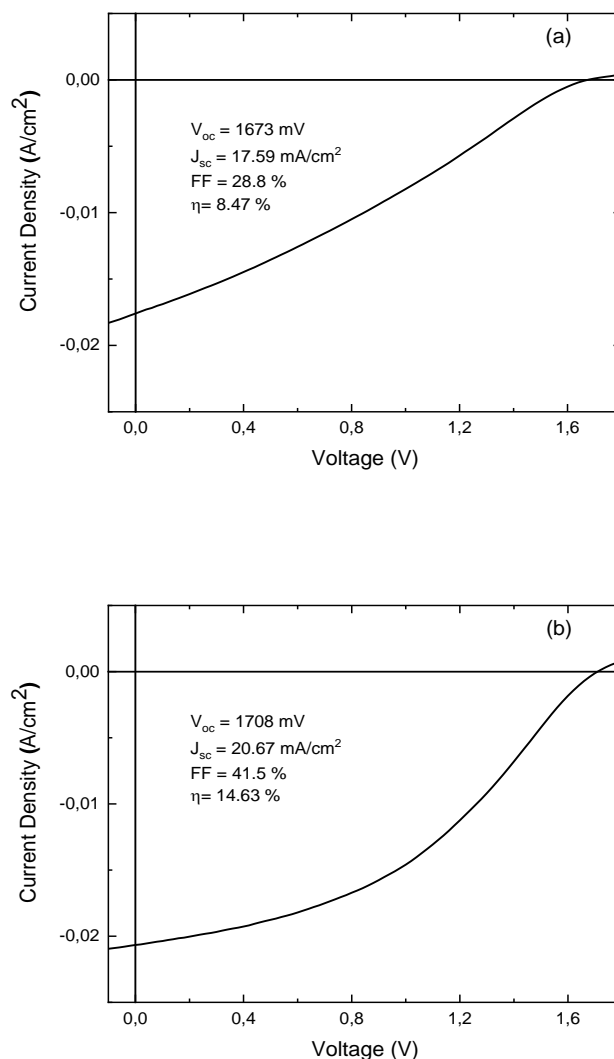 (a)
0,00
V_oc = 1673 mV
J_sc = 17.59 mA/cm²
FF = 28.8 %
η= 8.47 %
-0,01
-0,02
Current Density (A/cm²)
0,0 0,4 0,8 1,2 1,6
Voltage (V)
(b)
0,00
V_oc = 1708 mV
J_sc = 20.67 mA/cm²
FF = 41.5 %
η= 14.63 %
-0,01
-0,02
Current Density (A/cm²)
0,0 0,4 0,8 1,2 1,6
Voltage (V)